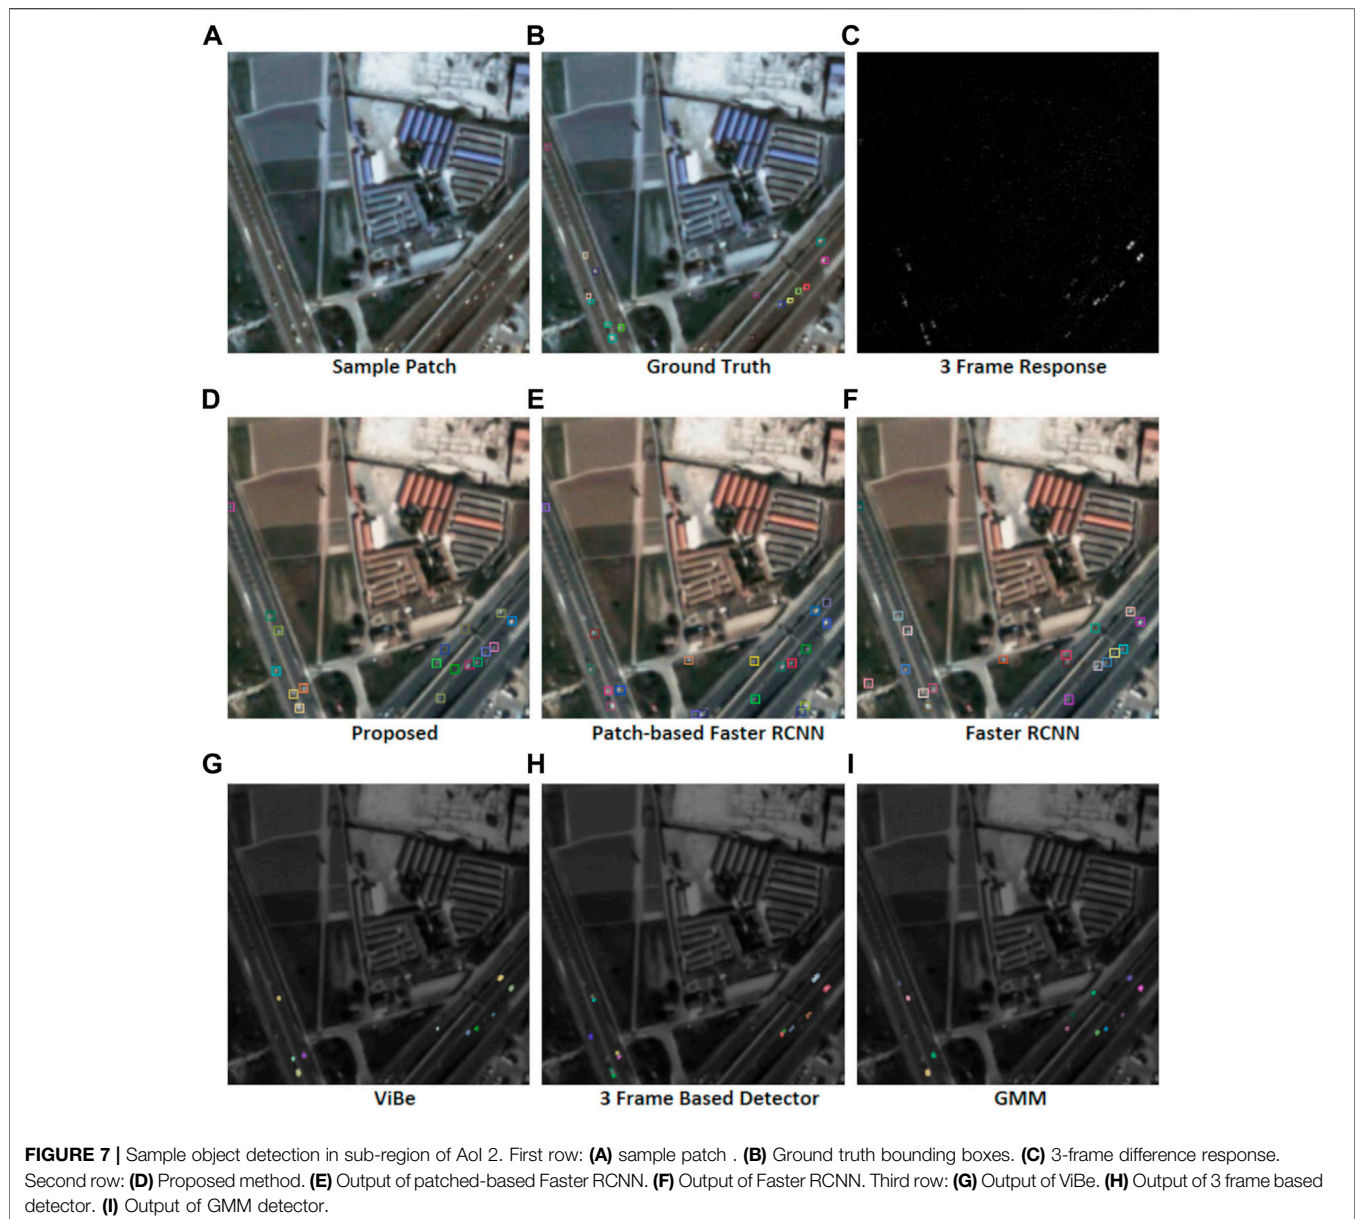 A
B
C
Sample Patch
Ground Truth
3 Frame Response
D
E
F
Proposed
Patch-based Faster RCNN
Faster RCNN
G
H
I
ViBe
3 Frame Based Detector
GMM
FIGURE 7 | Sample object detection in sub-region of AoI 2. First row: (A) sample patch . (B) Ground truth bounding boxes. (C) 3-frame difference response.
Second row: (D) Proposed method. (E) Output of patched-based Faster RCNN. (F) Output of Faster RCNN. Third row: (G) Output of ViBe. (H) Output of 3 frame based
detector. (I) Output of GMM detector.